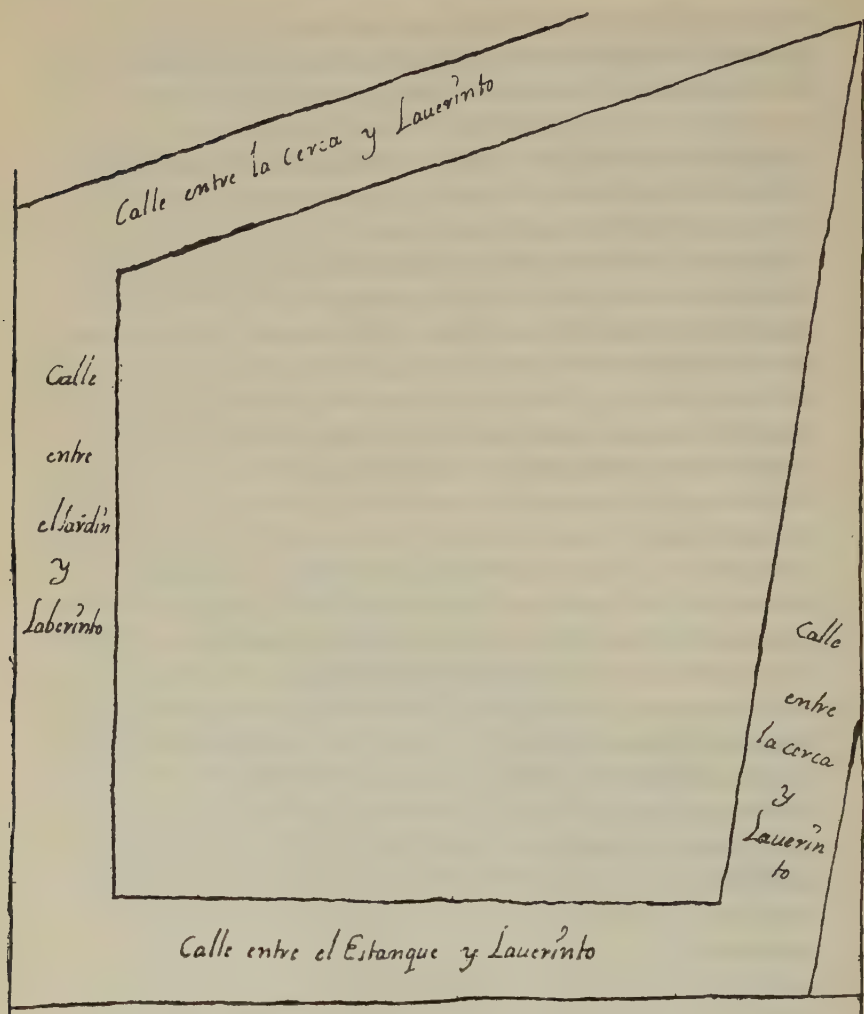 Calle entre la cerca y Lauerinto
Calle
entre
el Jardin
y
Laberinto
Calle
entre
la cerca
y
Lauerin
to
Calle entre el Estanque y Lauerinto